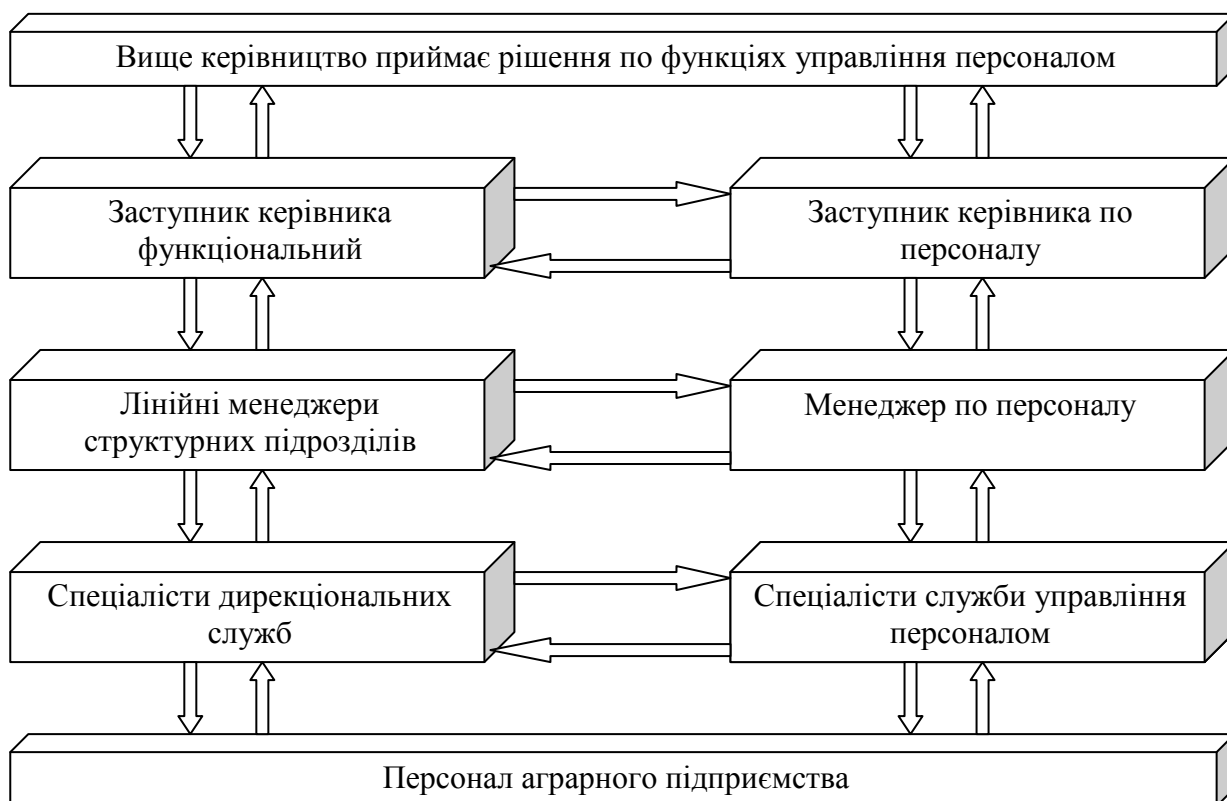 Вище керівництво приймає рішення по функціях управління персоналом
Заступник керівника
функціональний
Заступник керівника по
персоналу
Лінійні менеджери
структурних підрозділів
Менеджер по персоналу
Спеціалісти дирекціональних
служб
Спеціалісти служби управління
персоналом
Персонал аграрного підприємства